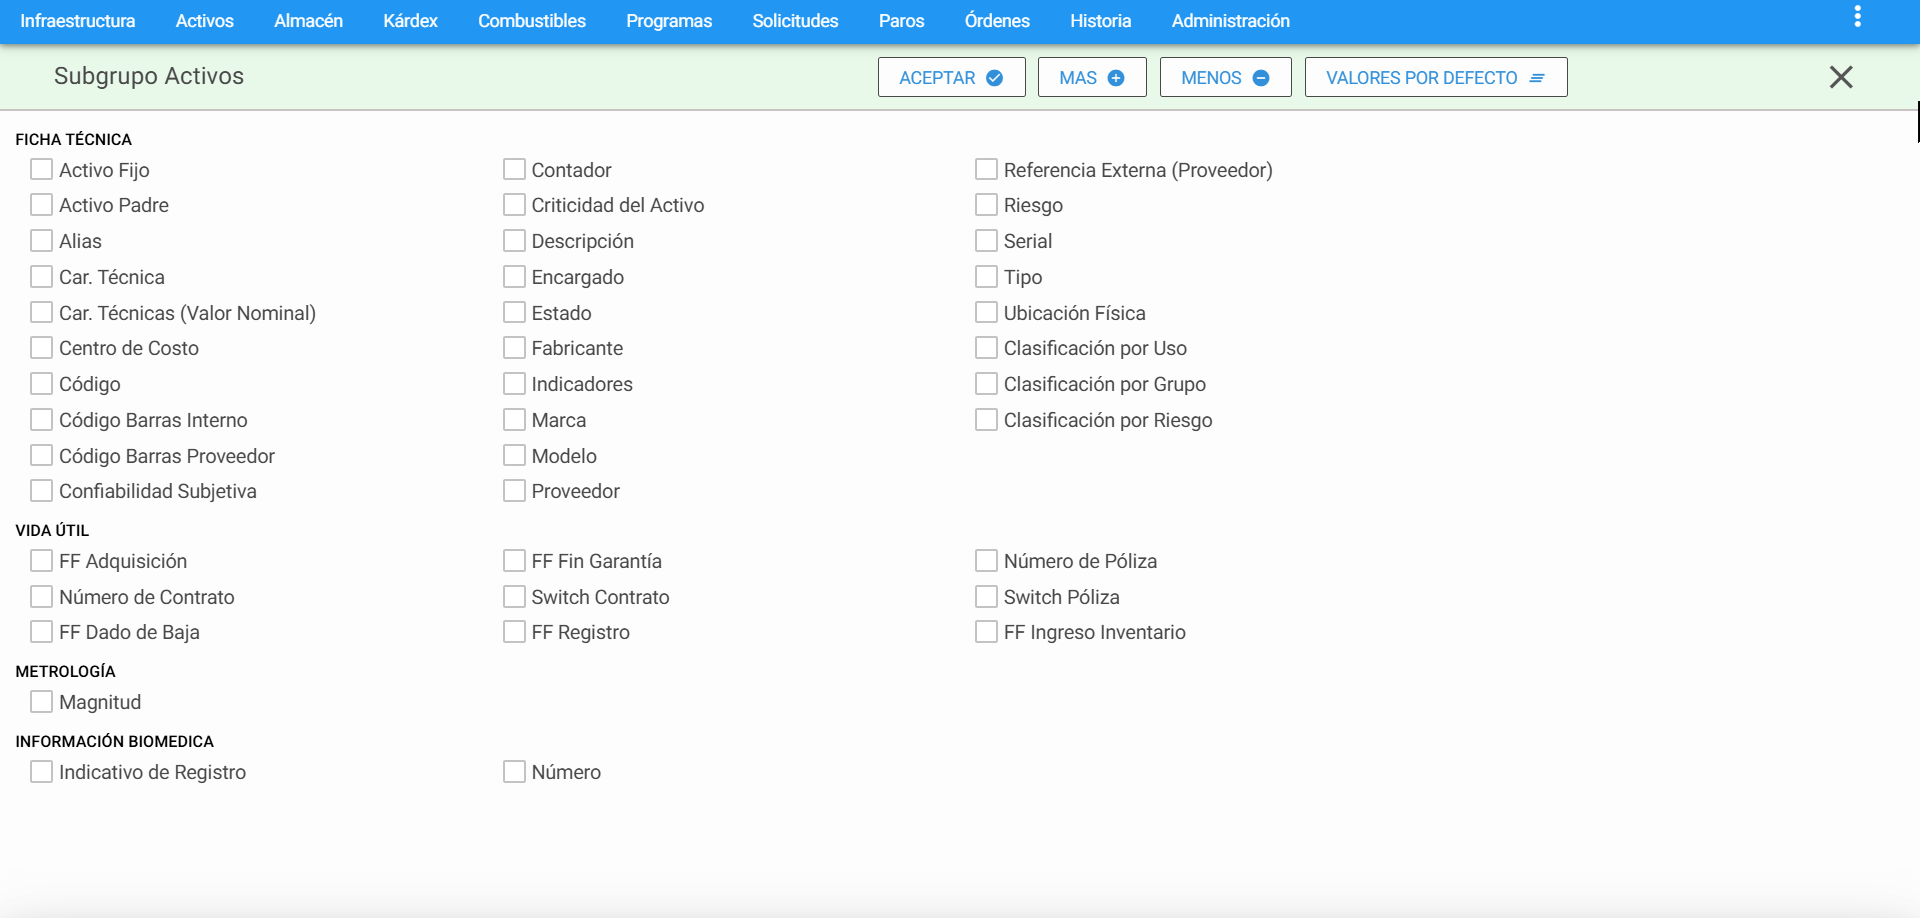 Infraestructura Activos Almacén Kárdex Combustibles Programas Solicitudes Paros Órdenes Historia Administración
Subgrupo Activos ACEPTAR MAS MENOS VALORES POR DEFECTO
FICHA TÉCNICA
Activo Fijo Contador Referencia Externa (Proveedor)
Activo Padre Criticidad del Activo Riesgo
Alias Descripción Serial
Car. Técnica Encargado Tipo
Car. Técnicas (Valor Nominal) Estado Ubicación Física
Centro de Costo Fabricante Clasificación por Uso
Código Indicadores Clasificación por Grupo
Código Barras Interno Marca Clasificación por Riesgo
Código Barras Proveedor Modelo
Confiabilidad Subjetiva Proveedor
VIDA ÚTIL
FF Adquisición FF Fin Garantía Número de Póliza
Número de Contrato Switch Contrato Switch Póliza
FF Dado de Baja FF Registro FF Ingreso Inventario
METROLOGÍA
Magnitud
INFORMACIÓN BIOMEDICA
Indicativo de Registro Número